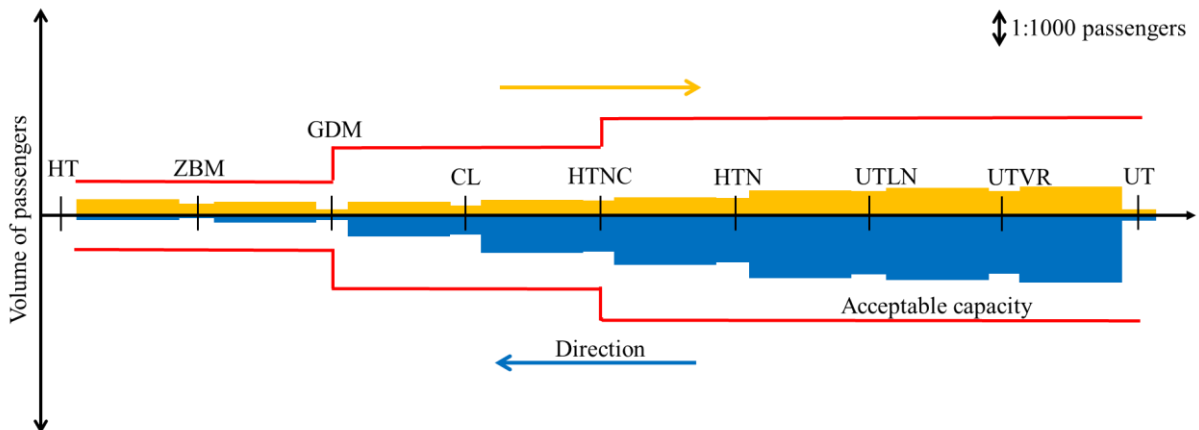 1:1000 passengers
Volume of passengers
GDM
HT
ZBM
CL
HTNC
HTN
UTLN
UTVR
UT
Acceptable capacity
Direction